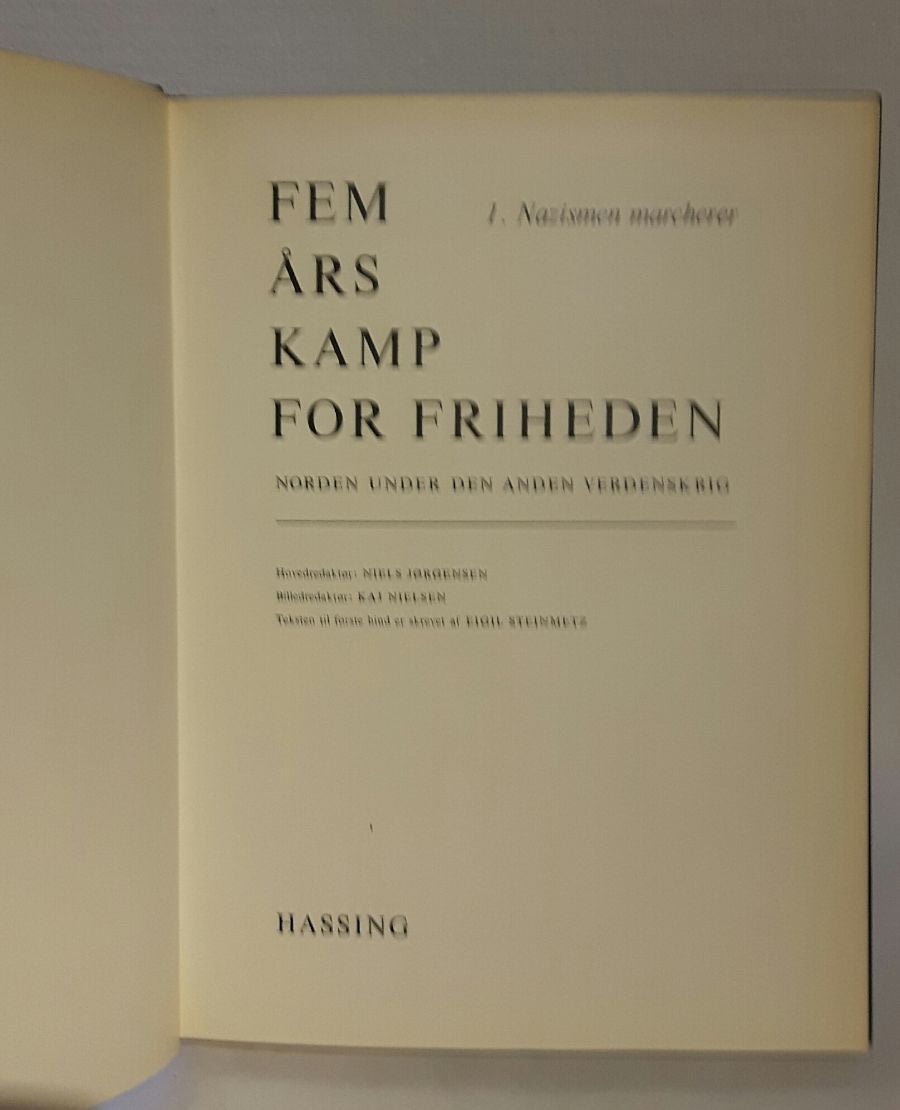 FEM
1. Nazismen marcherer
ÅRS
KAMP
FOR FRIHEDEN
NORDEN UNDER DEN ANDEN VERDENSKRIG
Hovedredaktør: NIELS JØRGENSEN
Billedredaktør: KAJ NIELSEN
Teksten til første bind er skrevet af EIGIL STEINMETZ
HASSING